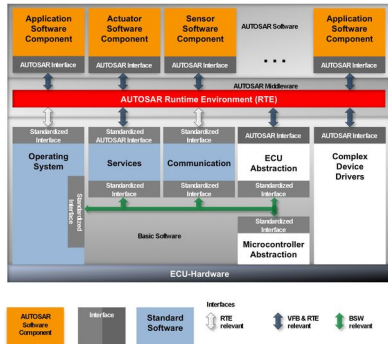 Application
Software
Component
Actuator
Software
Component
Sensor
Software
Component
AUTOSAR Software
Application
Software
Component
AUTOSAR Interface
AUTOSAR Interface
AUTOSAR Interface
. . .
AUTOSAR Interface
AUTOSAR Middleware
AUTOSAR Runtime Environment (RTE)
Standardized
Interface
Standardized
AUTOSAR Interface
Standardized
Interface
AUTOSAR Interface
AUTOSAR Interface
Operating
System
Services
Communication
ECU
Abstraction
Complex
Device
Drivers
Standardized
Interface
Standardized
Interface
Standardized
Interface
Standardized
Interface
Basic Software
Standardized
Interface
Microcontroller
Abstraction
ECU-Hardware
AUTOSAR
Software
Component
Interface
Standard
Software
Interfaces
RTE
relevant
VFB & RTE
relevant
BSW
relevant